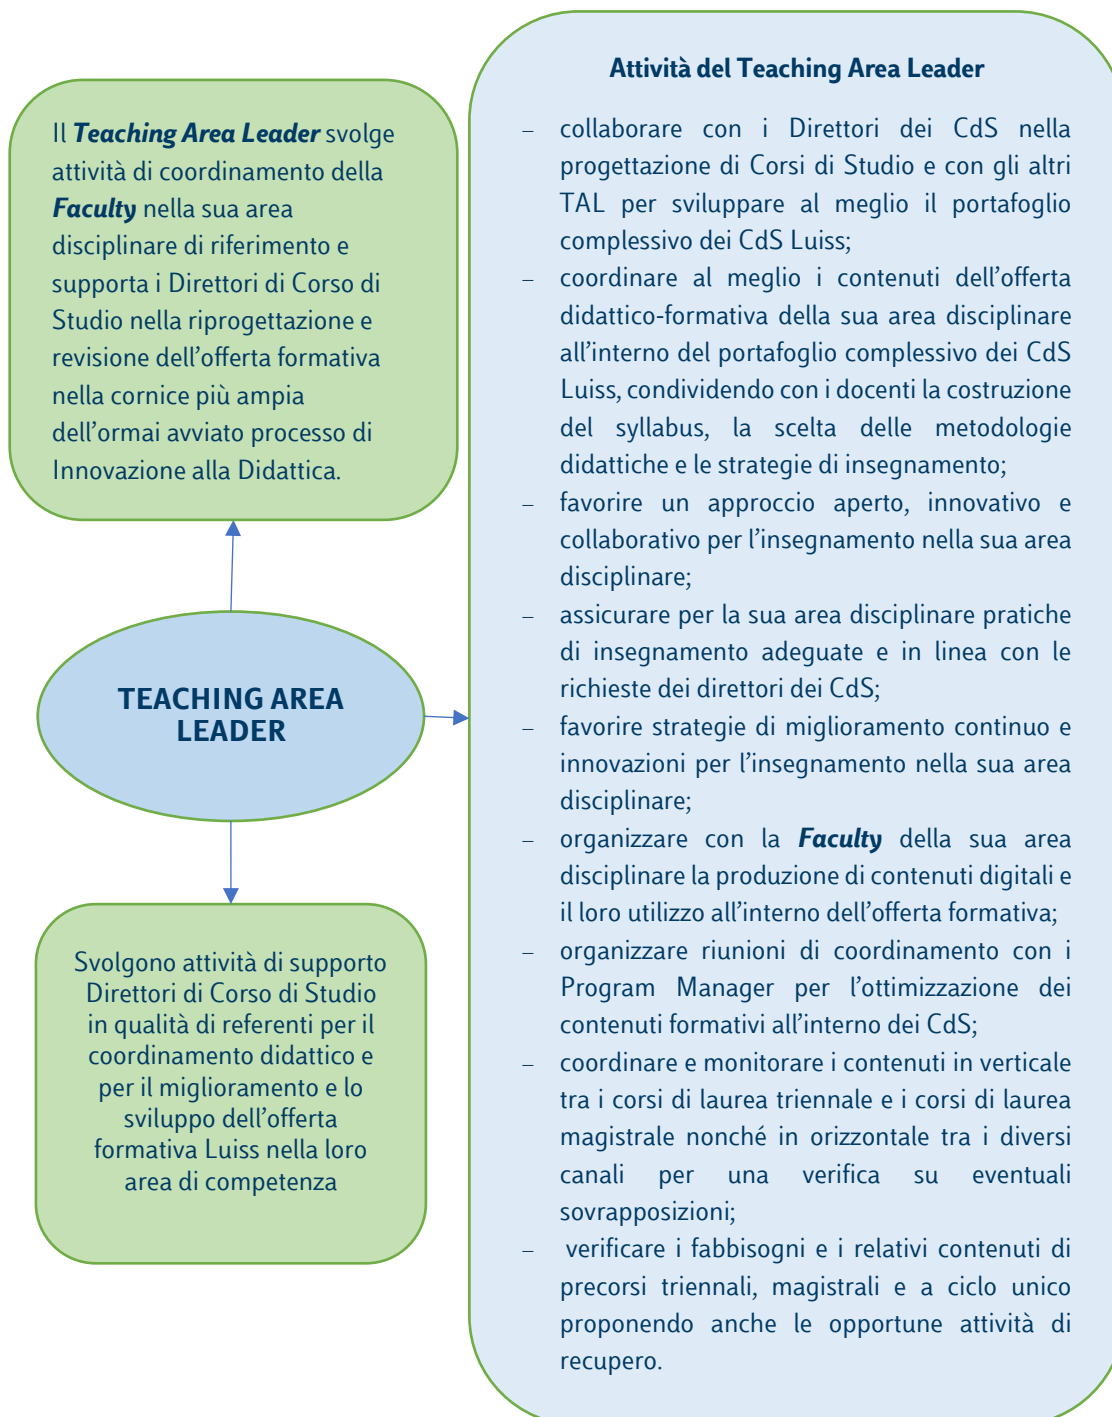 Il Teaching Area Leader svolge
attività di coordinamento della
Faculty nella sua area
disciplinare di riferimento e
supporta i Direttori di Corso di
Studio nella riprogettazione e
revisione dell’offerta formativa
nella cornice più ampia
dell’ormai avviato processo di
Innovazione alla Didattica.
TEACHING AREA
LEADER
Svolgono attività di supporto
Direttori di Corso di Studio
in qualità di referenti per il
coordinamento didattico e
per il miglioramento e lo
sviluppo dell’offerta
formativa Luiss nella loro
area di competenza
Attività del Teaching Area Leader
– collaborare con i Direttori dei CdS nella
progettazione di Corsi di Studio e con gli altri
TAL per sviluppare al meglio il portafoglio
complessivo dei CdS Luiss;
– coordinare al meglio i contenuti dell’offerta
didattico-formativa della sua area disciplinare
all’interno del portafoglio complessivo dei CdS
Luiss, condividendo con i docenti la costruzione
del syllabus, la scelta delle metodologie
didattiche e le strategie di insegnamento;
– favorire un approccio aperto, innovativo e
collaborativo per l’insegnamento nella sua area
disciplinare;
– assicurare per la sua area disciplinare pratiche
di insegnamento adeguate e in linea con le
richieste dei direttori dei CdS;
– favorire strategie di miglioramento continuo e
innovazioni per l’insegnamento nella sua area
disciplinare;
– organizzare con la Faculty della sua area
disciplinare la produzione di contenuti digitali e
il loro utilizzo all’interno dell’offerta formativa;
– organizzare riunioni di coordinamento con i
Program Manager per l’ottimizzazione dei
contenuti formativi all’interno dei CdS;
– coordinare e monitorare i contenuti in verticale
tra i corsi di laurea triennale e i corsi di laurea
magistrale nonché in orizzontale tra i diversi
canali per una verifica su eventuali
sovrapposizioni;
– verificare i fabbisogni e i relativi contenuti di
precorsi triennali, magistrali e a ciclo unico
proponendo anche le opportune attività di
recupero.